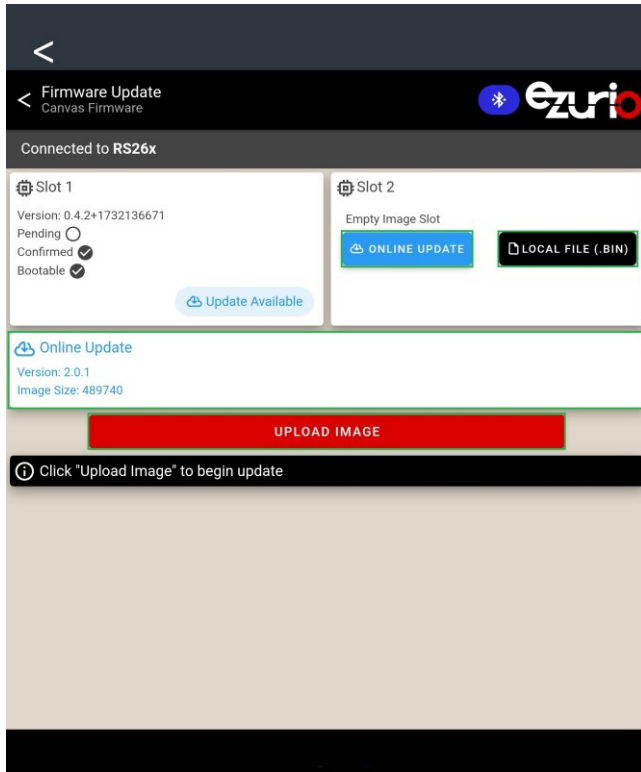 Firmware Update
Canvas Firmware
ezurio
Connected to RS26x
Slot 1
Version: 0.4.2+1732136671
Pending
Confirmed
Bootable
Update Available
Slot 2
Empty Image Slot
ONLINE UPDATE
LOCAL FILE (.BIN)
Online Update
Version: 2.0.1
Image Size: 489740
UPLOAD IMAGE
Click "Upload Image" to begin update